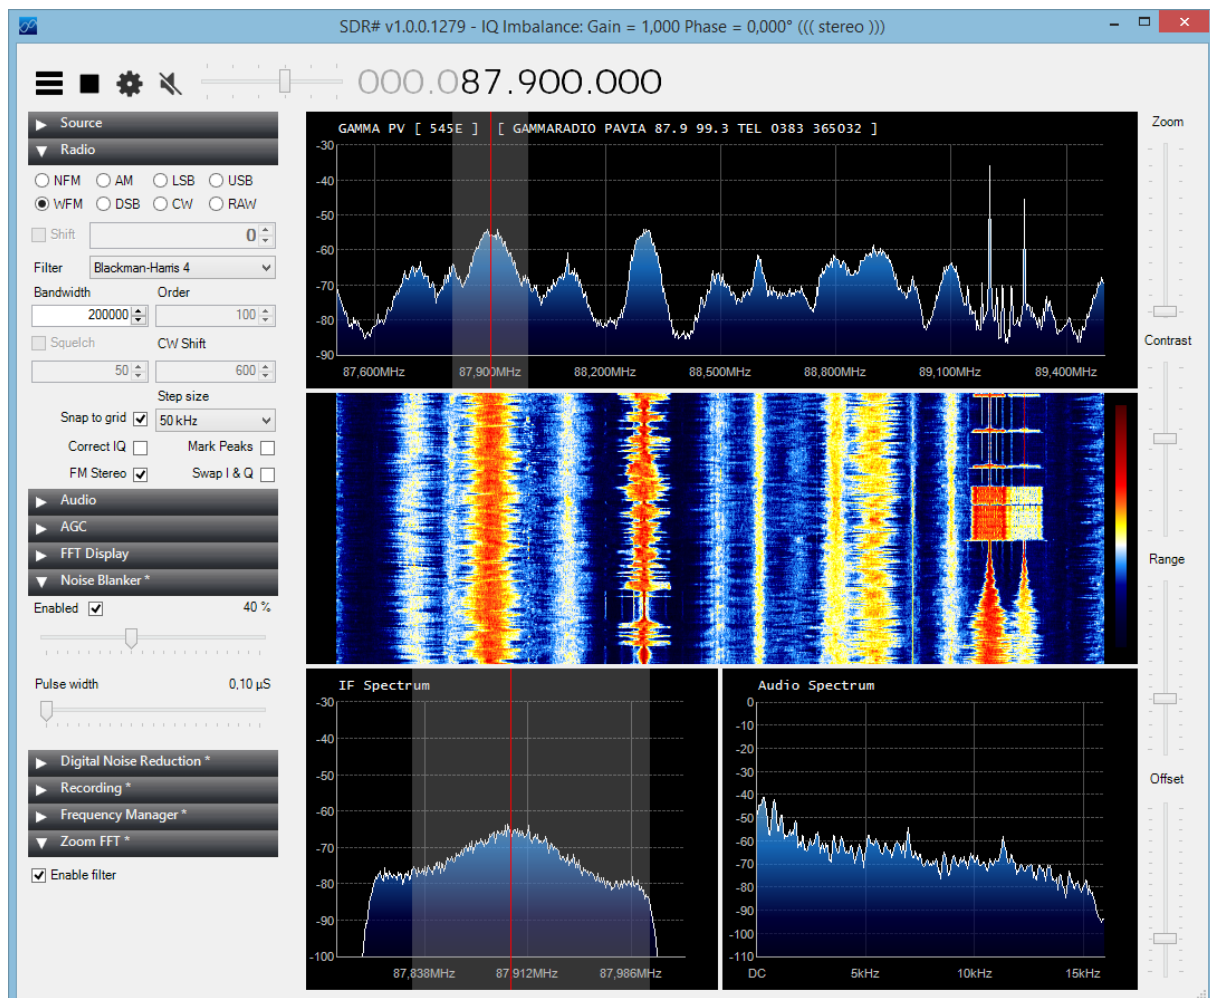 SDR# v1.0.0.1279 - IQ Imbalance: Gain = 1,000 Phase = 0,000° ((( stereo )))
000.087.900.000
Source
Radio
NFM AM LSB USB
WFM DSB CW RAW
Shift 0
Filter Blackman-Harris 4
Bandwidth Order
200000 100
Squelch CW Shift
50 600
Step size
Snap to grid 50 kHz
Correct IQ Mark Peaks
FM Stereo Swap I & Q
Audio
AGC
FFT Display
Noise Blanker *
Enabled 40 %
Pulse width 0,10 µS
Digital Noise Reduction *
Recording *
Frequency Manager *
Zoom FFT *
Enable filter
GAMMA PV [ 545E ] [ GAMMARADIO PAVIA 87.9 99.3 TEL 0383 365032 ]
-30
-40
-50
-60
-70
-80
-90
87,600MHz 87,900MHz 88,200MHz 88,500MHz 88,800MHz 89,100MHz 89,400MHz
IF Spectrum
-30
-40
-50
-60
-70
-80
-90
-100
87,838MHz 87,912MHz 87,986MHz
Audio Spectrum
0
-10
-20
-30
-40
-50
-60
-70
-80
-90
-100
-110
DC 5kHz 10kHz 15kHz
Zoom
Contrast
Range
Offset